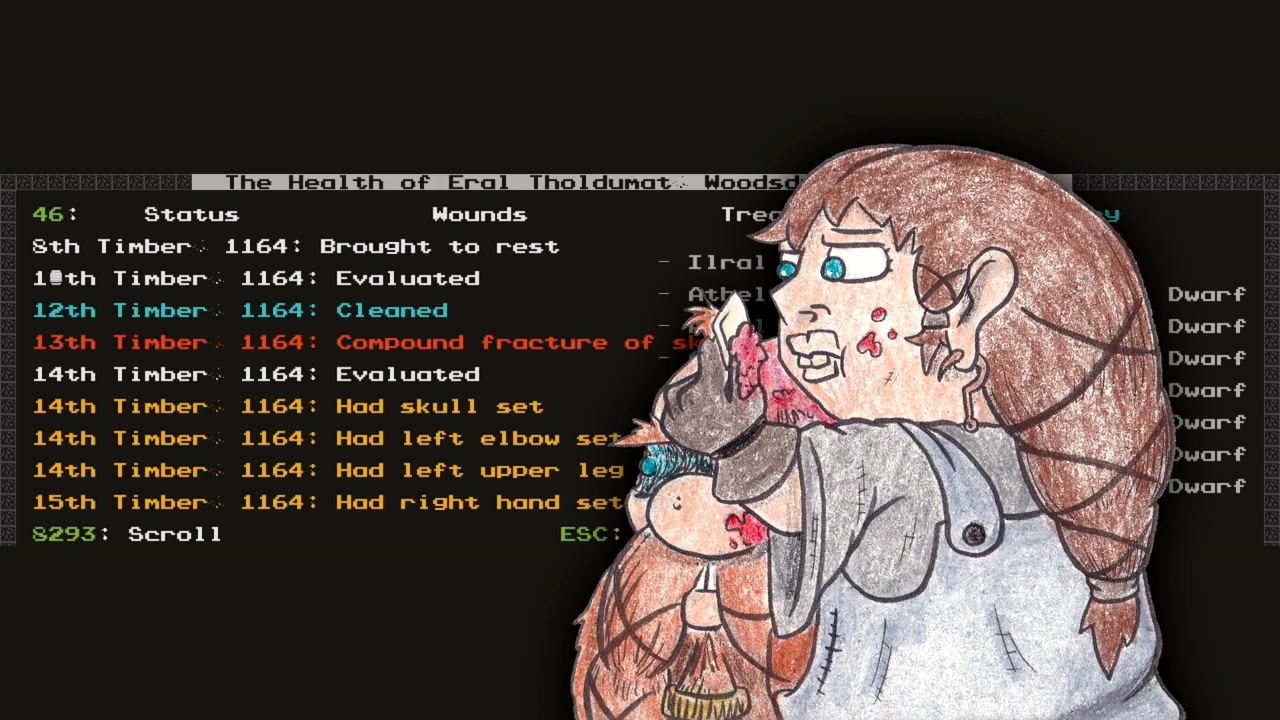 The Health of Eral Tholdumat, Woodsd
46: Status Wounds Trea
8th Timber, 1164: Brought to rest
10th Timber, 1164: Evaluated
12th Timber, 1164: Cleaned
13th Timber, 1164: Compound fracture of sk
14th Timber, 1164: Evaluated
14th Timber, 1164: Had skull set
14th Timber, 1164: Had left elbow set
14th Timber, 1164: Had left upper leg
15th Timber, 1164: Had right hand set
8293: Scroll ESC:
- Ilral
- Athel
Dwarf
Dwarf
Dwarf
Dwarf
Dwarf
Dwarf
Dwarf